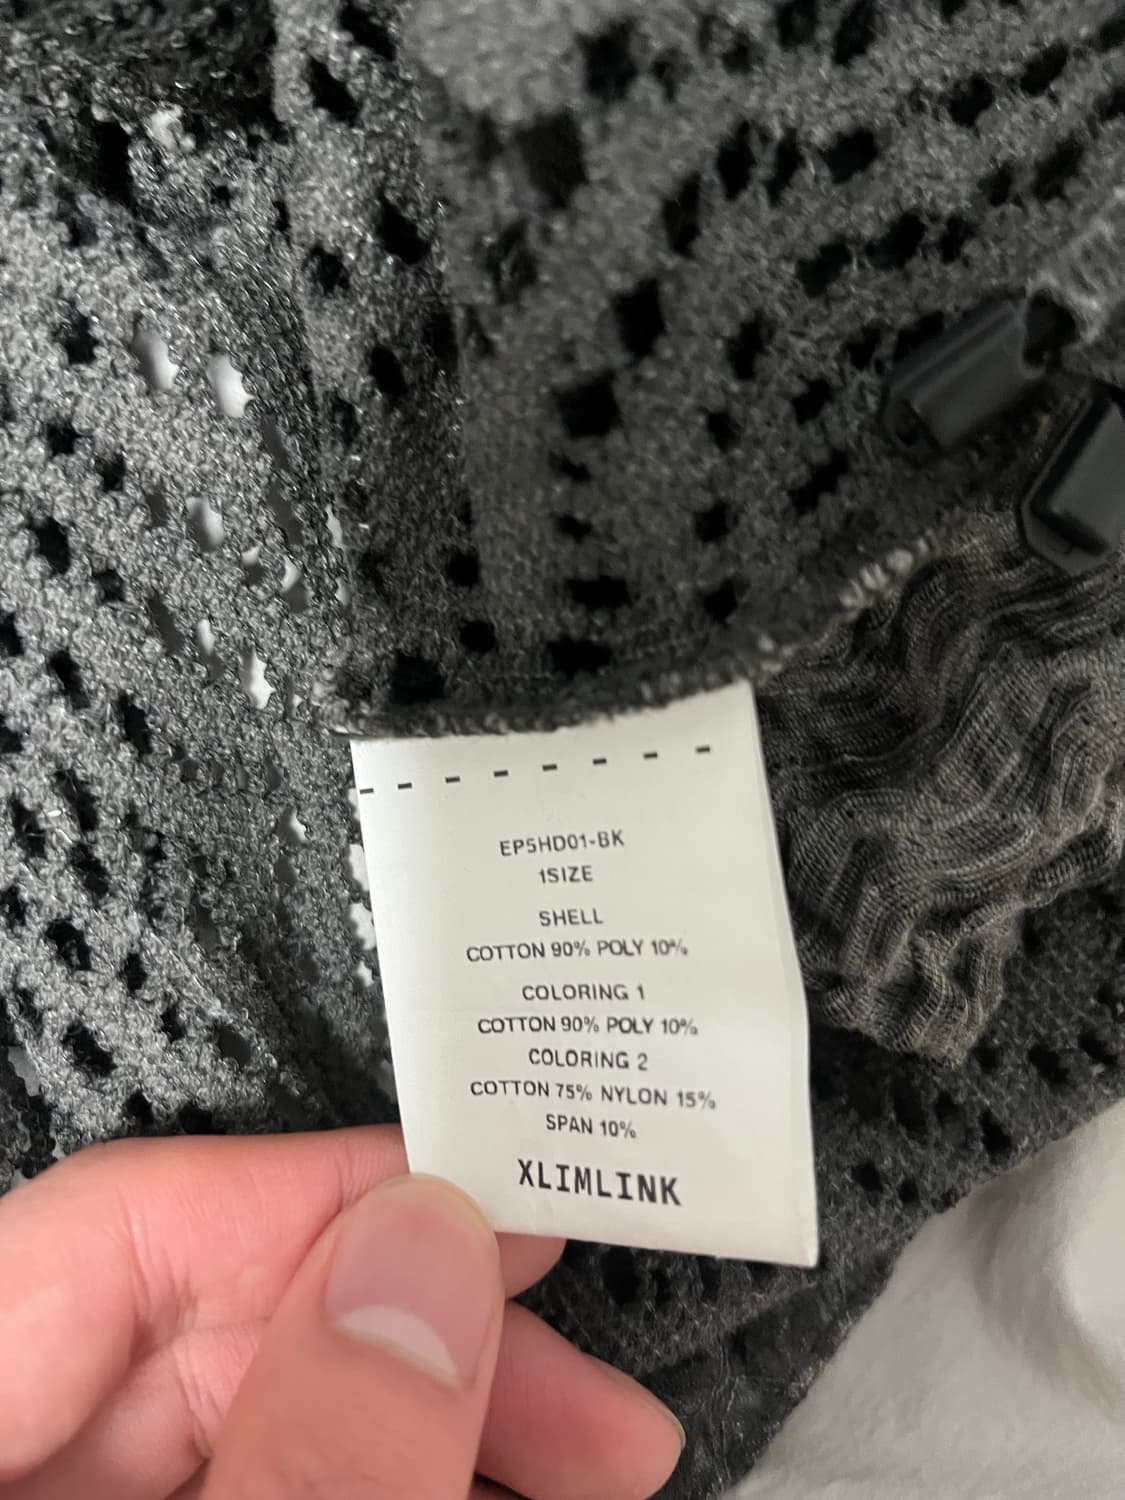 EP5HD01-BK
1SIZE
SHELL
COTTON 90% POLY 10%
COLORING 1
COTTON 90% POLY 10%
COLORING 2
COTTON 75% NYLON 15%
SPAN 10%
XLIMLINK